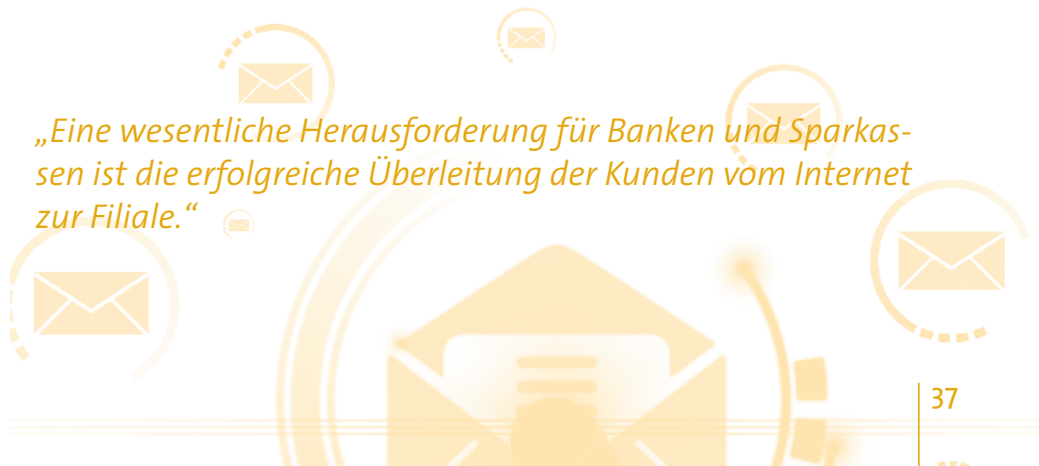 „Eine wesentliche Herausforderung für Banken und Sparkas-
sen ist die erfolgreiche Überleitung der Kunden vom Internet
zur Filiale.“
37